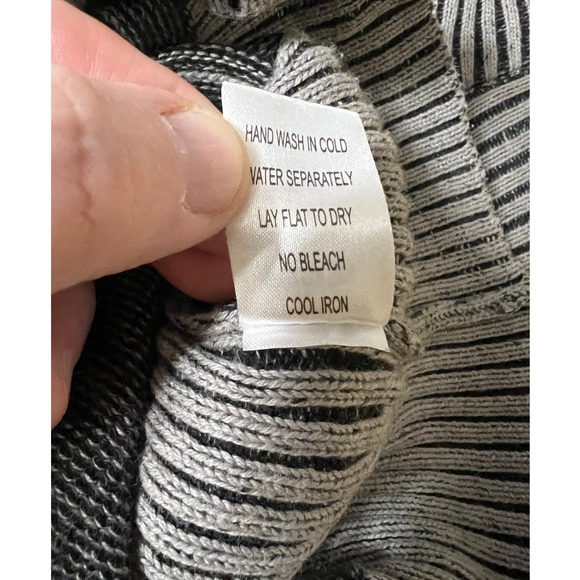 HAND WASH IN COLD
WATER SEPARATELY
LAY FLAT TO DRY
NO BLEACH
COOL IRON